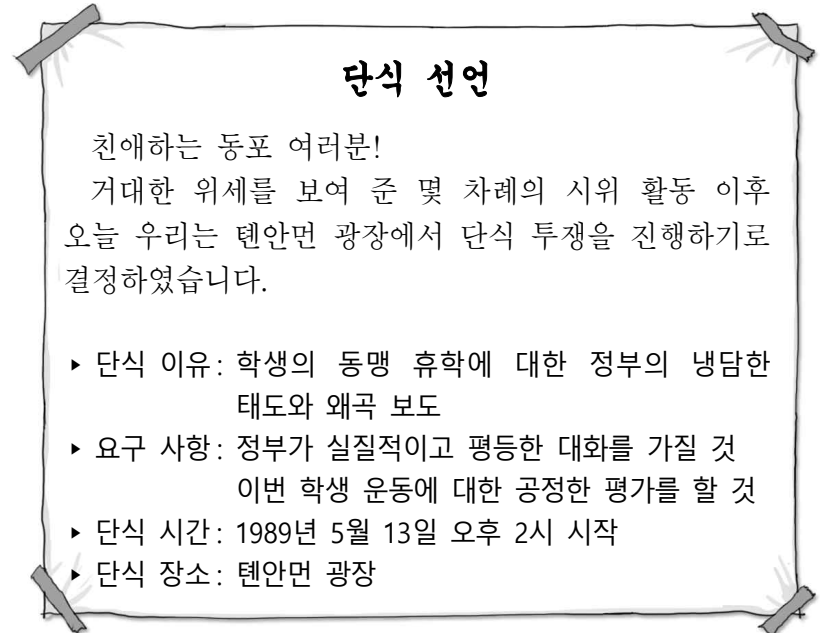 단식 선언
친애하는 동포 여러분!
거대한 위세를 보여 준 몇 차례의 시위 활동 이후
오늘 우리는 톈안먼 광장에서 단식 투쟁을 진행하기로
결정하였습니다.
▸ 단식 이유 : 학생의 동맹 휴학에 대한 정부의 냉담한
태도와 왜곡 보도
▸ 요구 사항 : 정부가 실질적이고 평등한 대화를 가질 것
이번 학생 운동에 대한 공정한 평가를 할 것
▸ 단식 시간 : 1989년 5월 13일 오후 2시 시작
▸ 단식 장소 : 톈안먼 광장